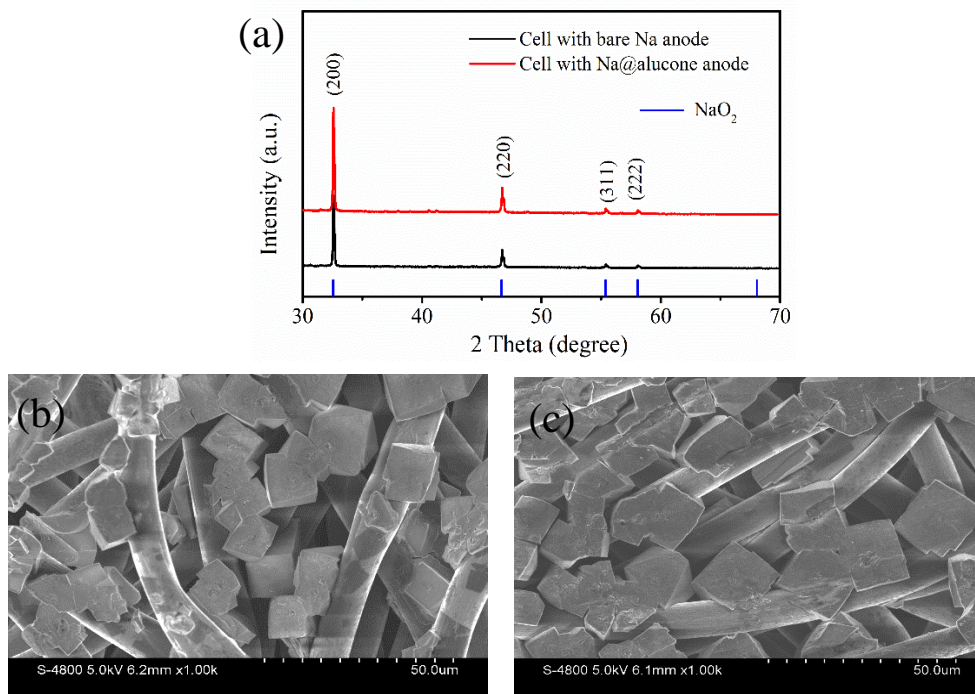 (a)
Cell with bare Na anode
Cell with Na@alucone anode
NaO₂
(200)
(220)
(311)
(222)
Intensity (a.u.)
30 40 50 60 70
2 Theta (degree)
(b)
(c)
S-4800 5.0kV 6.2mm x1.00k 50.0um
S-4800 5.0kV 6.1mm x1.00k 50.0um